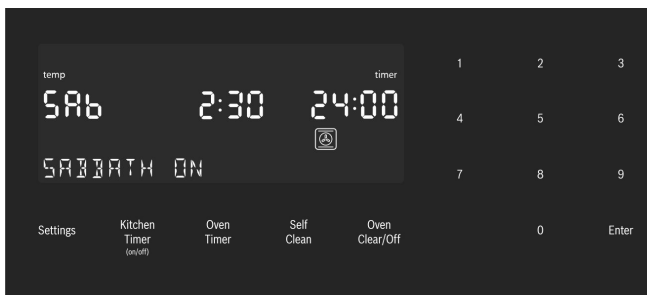 temp timer
SAb 2:30 24:00
SABBATH ON
Settings Kitchen Timer (on/off) Oven Timer Self Clean Oven Clear/Off
1 2 3
4 5 6
7 8 9
0 Enter